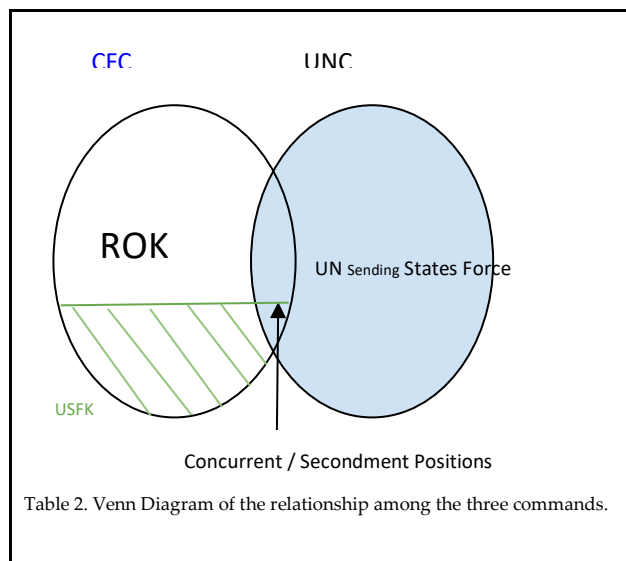 CFC UNC
ROK
UN Sending States Force
USFK
Concurrent / Secondment Positions
Table 2. Venn Diagram of the relationship among the three commands.